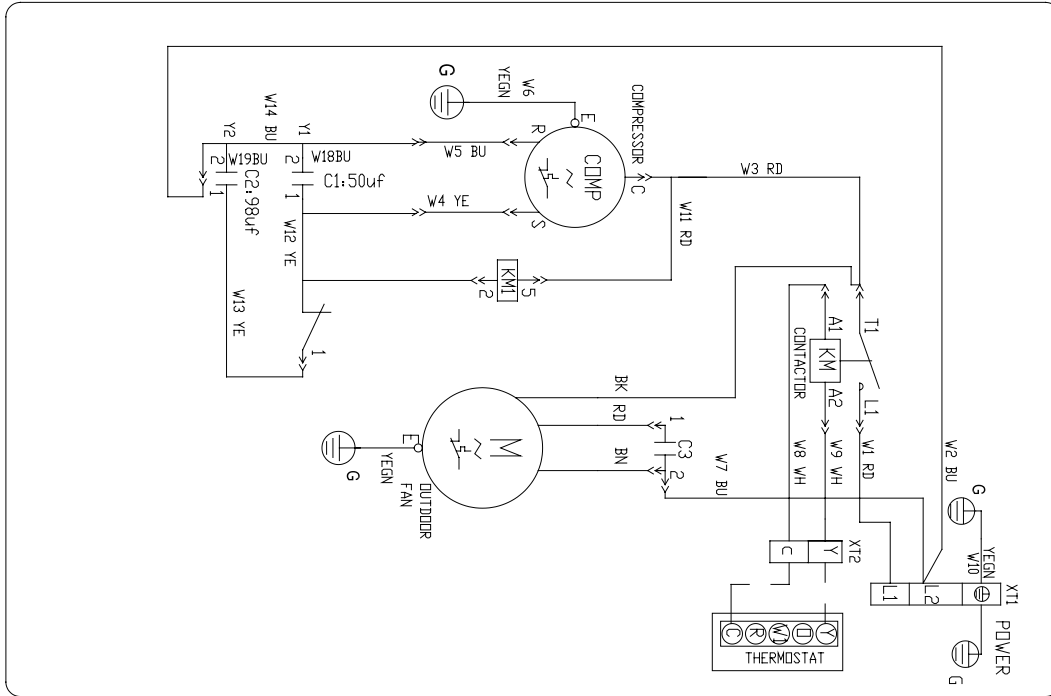 G
YEGN
W6
COMPRESSOR
E
R
COMP
C
S
W14 BU
Y2
Y1
2
W19BU
2
W18BU
W5 BU
W3 RD
1
C2:98uf
1
C1:50uf
W4 YE
W12 YE
W11 RD
KM1
2
5
W13 YE
1
A1
T1
KM
CONTACTOR
A2
L1
BK
RD
BN
1
C3
2
M
E
G
YEGN
OUTDOOR
FAN
W7 BU
W8 WH
W9 WH
W1 RD
W2 BU
G
YEGN
W10
C
Y
XT2
L1
L2
XT1
POWER
G
C
R
W1
O
Y
THERMOSTAT